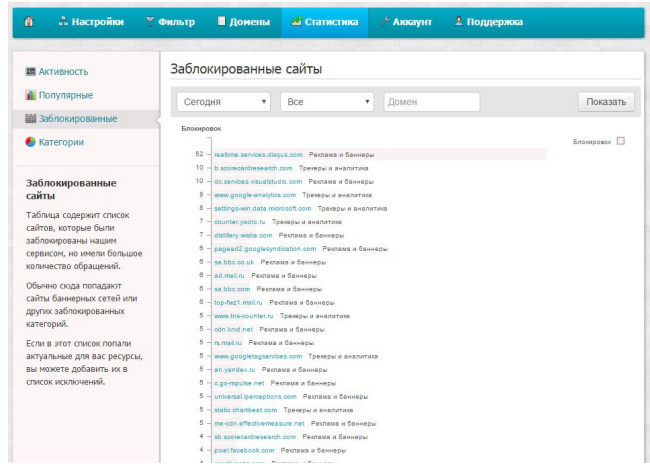 Настройки Фильтр Домены Статистика Аккаунт Поддержка
Активность
Популярные
Заблокированные
Категории
Заблокированные
сайты
Таблица содержит список
сайтов, которые были
заблокированы нашим
сервисом, но имели большое
количество обращений.
Обычно сюда попадают
сайты баннерных сетей или
других заблокированных
категорий.
Если в этот список попали
актуальные для вас ресурсы,
вы можете добавить их в
список исключений.
Заблокированные сайты
Сегодня Все Домен Показать
Блокировок
Блокировок
52 realtime.services.disqus.com Реклама и баннеры
10 b.scorecardresearch.com Трекеры и аналитика
10 dc.services.visualstudio.com Реклама и баннеры
8 www.google-analytics.com Трекеры и аналитика
8 settings-win.data.microsoft.com Трекеры и аналитика
7 counter.yadro.ru Трекеры и аналитика
7 distillery.wistia.com Реклама и баннеры
6 pagead2.googlesyndication.com Реклама и баннеры
6 sa.bbc.co.uk Реклама и баннеры
6 ad.mail.ru Реклама и баннеры
6 sa.bbc.com Реклама и баннеры
6 top-fwz1.mail.ru Реклама и баннеры
5 www.tns-counter.ru Трекеры и аналитика
5 cdn.krxd.net Реклама и баннеры
5 rs.mail.ru Реклама и баннеры
5 www.googletagservices.com Трекеры и аналитика
5 an.yandex.ru Реклама и баннеры
5 c.go-mpulse.net Реклама и баннеры
5 universal.iperceptions.com Реклама и баннеры
5 static.chartbeat.com Трекеры и аналитика
5 me-cdn.effectivemeasure.net Реклама и баннеры
4 sb.scorecardresearch.com Реклама и баннеры
4 pixel.facebook.com Реклама и баннеры